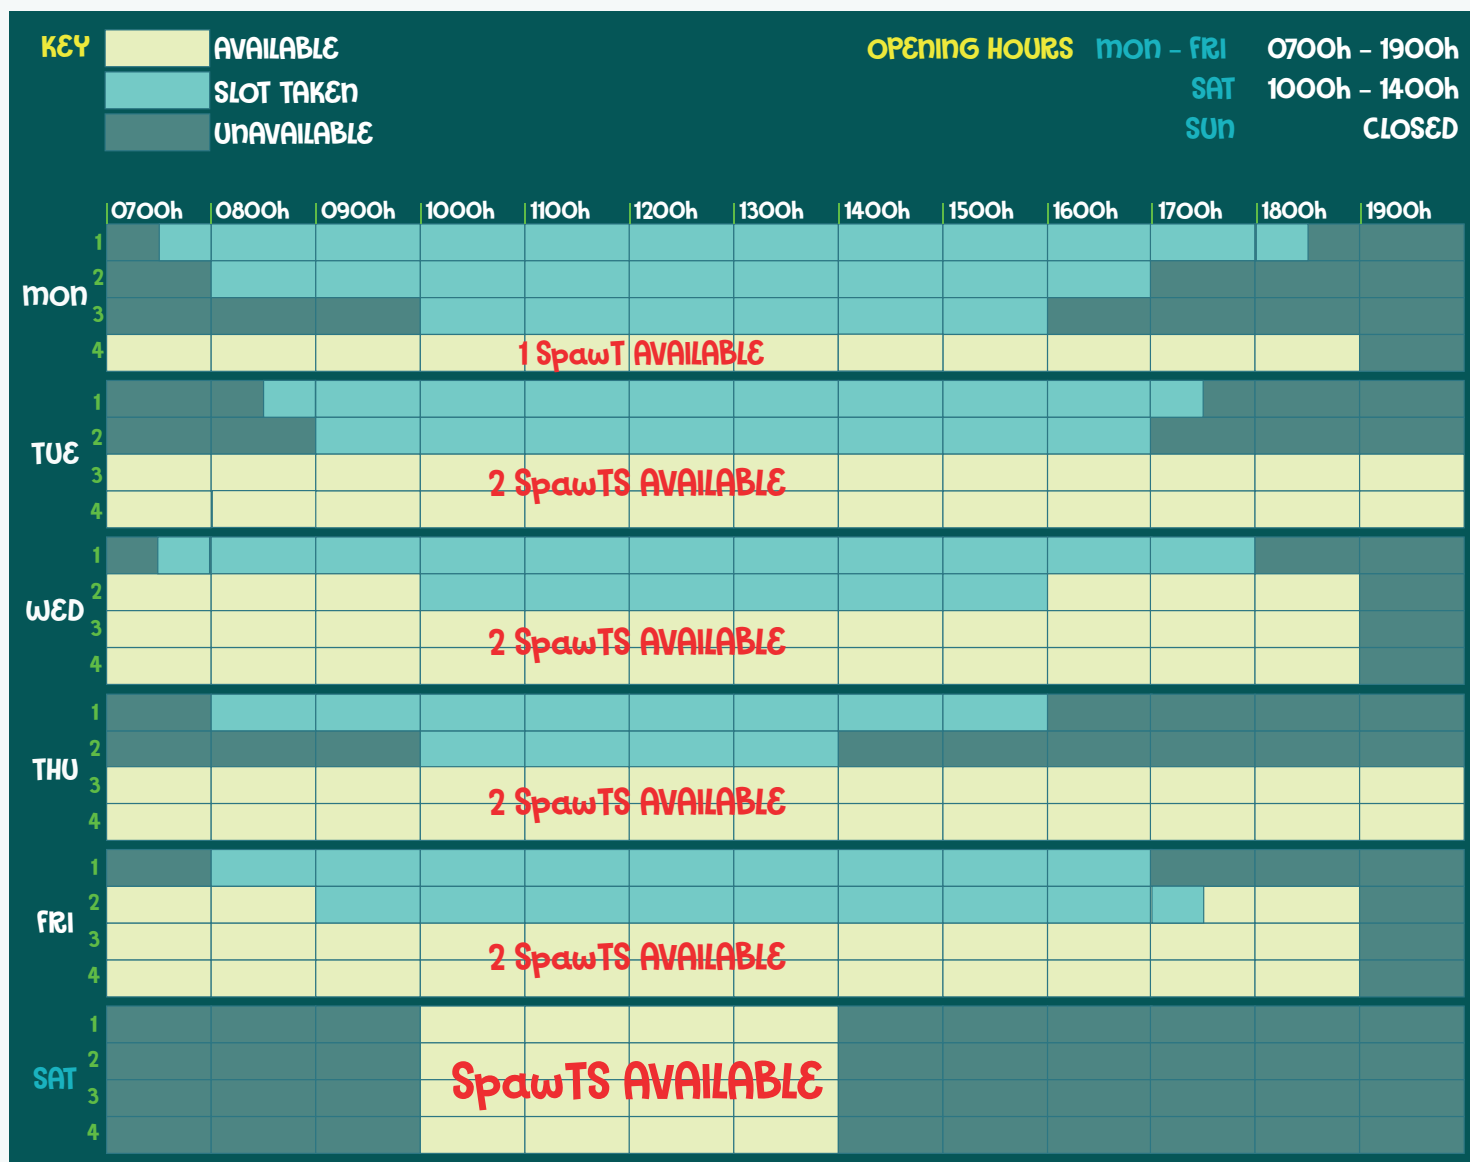 KEY AVAILABLE
SLOT TAKEN
UNAVAILABLE
OPENING HOURS MON - FRI 0700h - 1900h
SAT 1000h - 1400h
SUN CLOSED
0700h 0800h 0900h 1000h 1100h 1200h 1300h 1400h 1500h 1600h 1700h 1800h 1900h
MON
1
2
3
4 1 SpawT AVAILABLE
TUE
1
2
3
2 SpawTS AVAILABLE
4
WED
1
2
3
2 SpawTS AVAILABLE
4
THU
1
2
3
2 SpawTS AVAILABLE
4
FRI
1
2
3
2 SpawTS AVAILABLE
4
SAT
1
2
SpawTS AVAILABLE
3
4